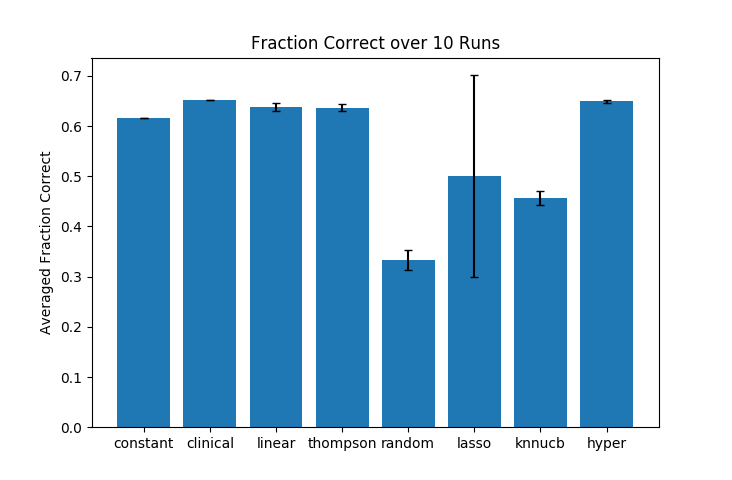 Fraction Correct over 10 Runs
Averaged Fraction Correct
0.7
0.6
0.5
0.4
0.3
0.2
0.1
0.0
constant clinical linear thompson random lasso knnucb hyper